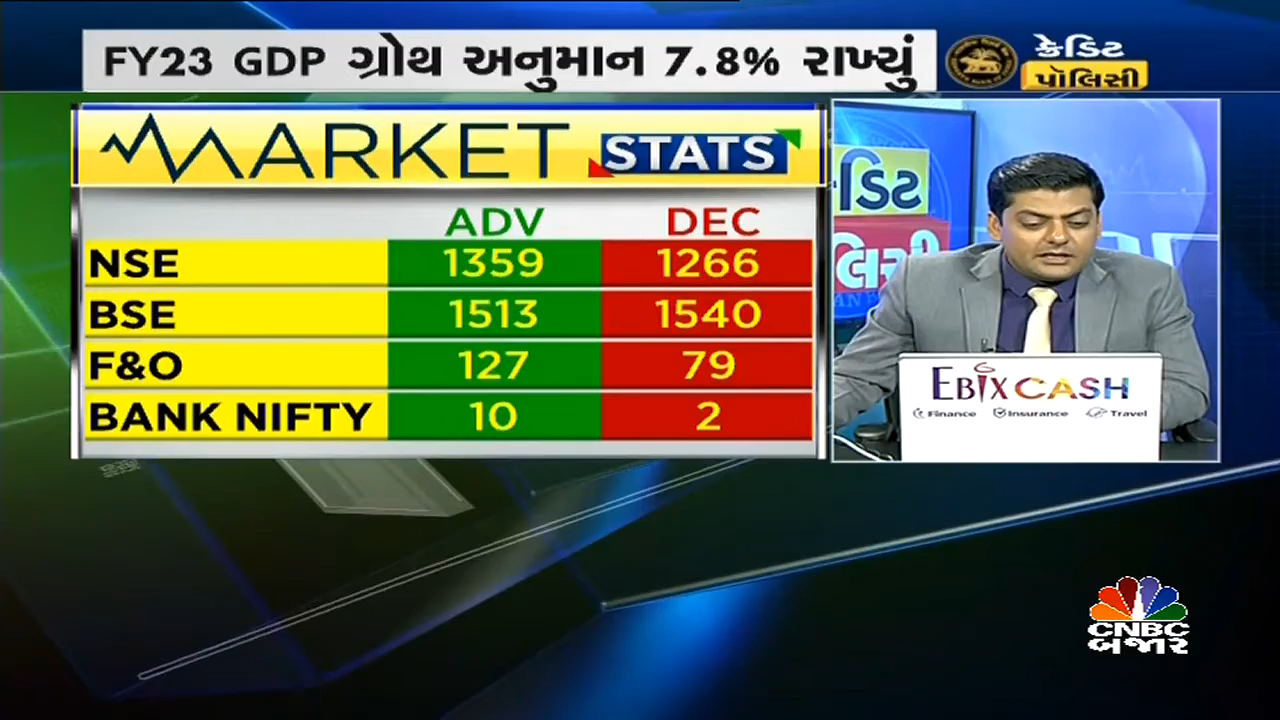 FY23 GDP ગ્રોથ અનુમાન 7.8% રાખ્યું
ક્રેડિટ
પૉલિસી
MARKET STATS
ADV DEC
NSE 1359 1266
BSE 1513 1540
F&O 127 79
BANK NIFTY 10 2
EBIXCASH
Finance Insurance Travel
CNBC
બજાર